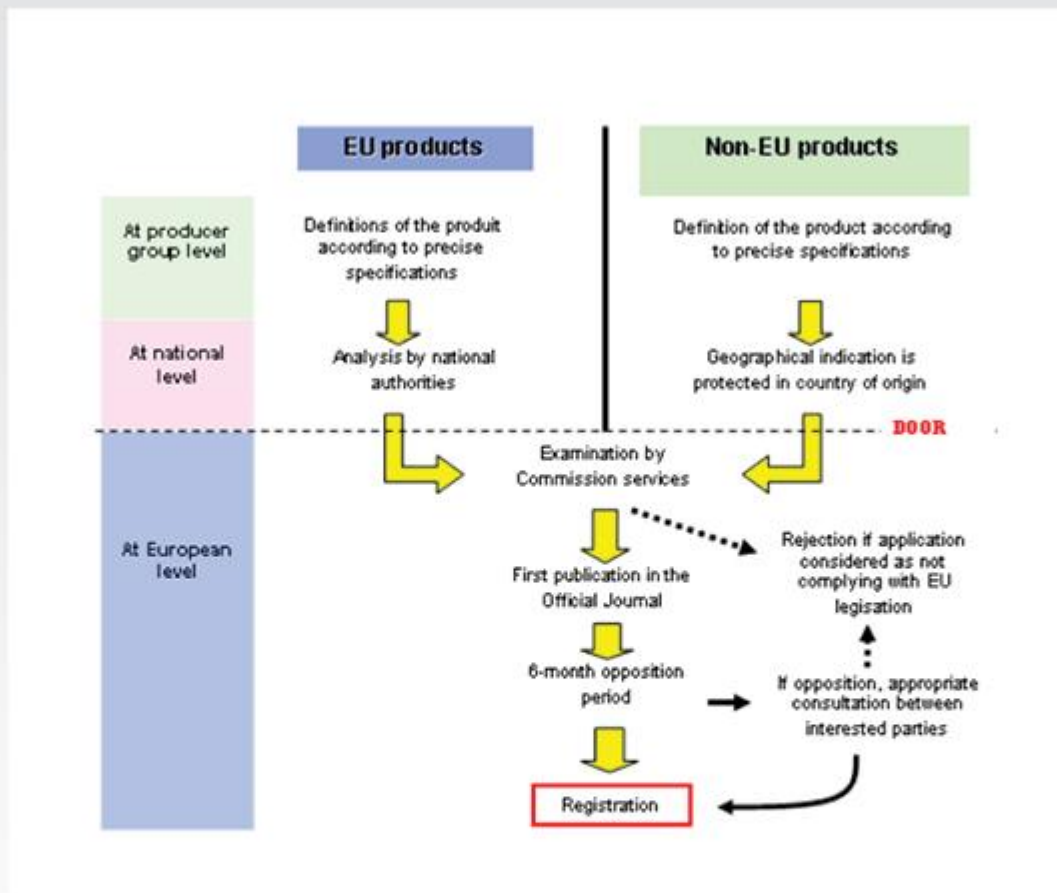 EU products
Non-EU products
At producer
group level
Definitions of the produit
according to precise
specifications
Definition of the product according
to precise specifications
At national
level
Analysis by national
authorities
Geographical indication is
protected in country of origin
DOOR
At European
level
Examination by
Commission services
Rejection if application
considered as not
complying with EU
legisation
First publication in the
Official Journal
6-month opposition
period
If opposition, appropriate
consultation between
interested parties
Registration